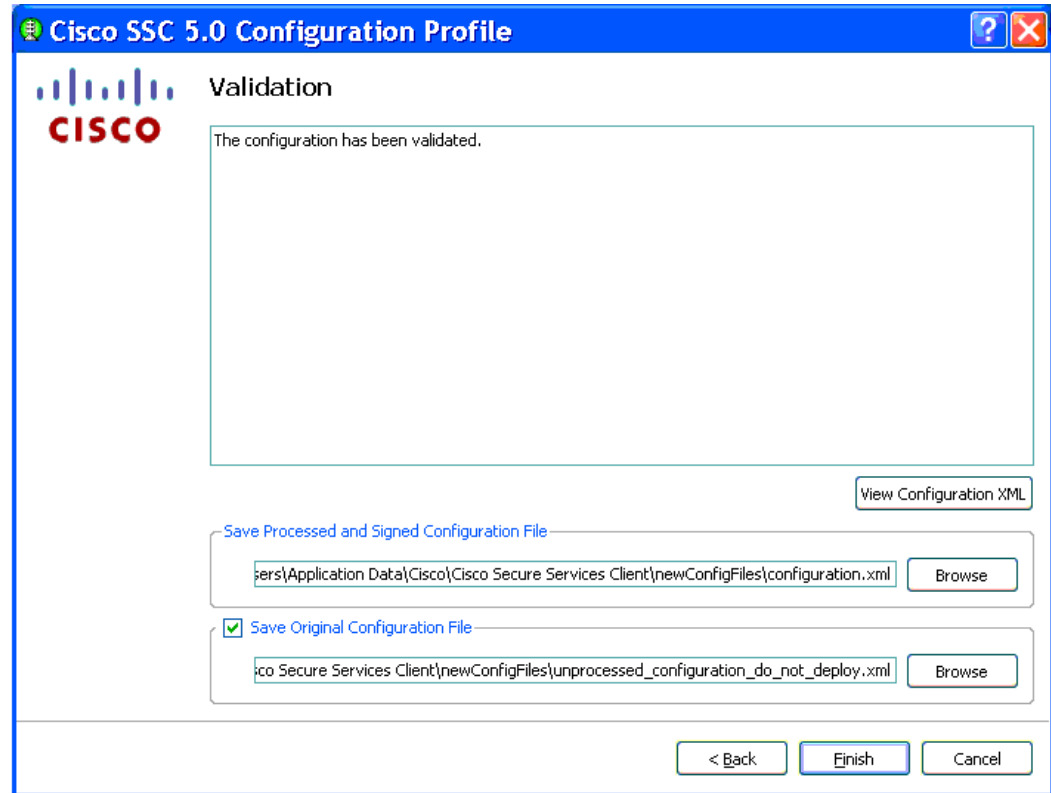 Cisco SSC 5.0 Configuration Profile
?
CISCO
Validation
The configuration has been validated.
View Configuration XML
Save Processed and Signed Configuration File
sers\Application Data\Cisco\Cisco Secure Services Client\newConfigFiles\configuration.xml
Browse
Save Original Configuration File
sco Secure Services Client\newConfigFiles\unprocessed_configuration_do_not_deploy.xml
Browse
< Back
Finish
Cancel